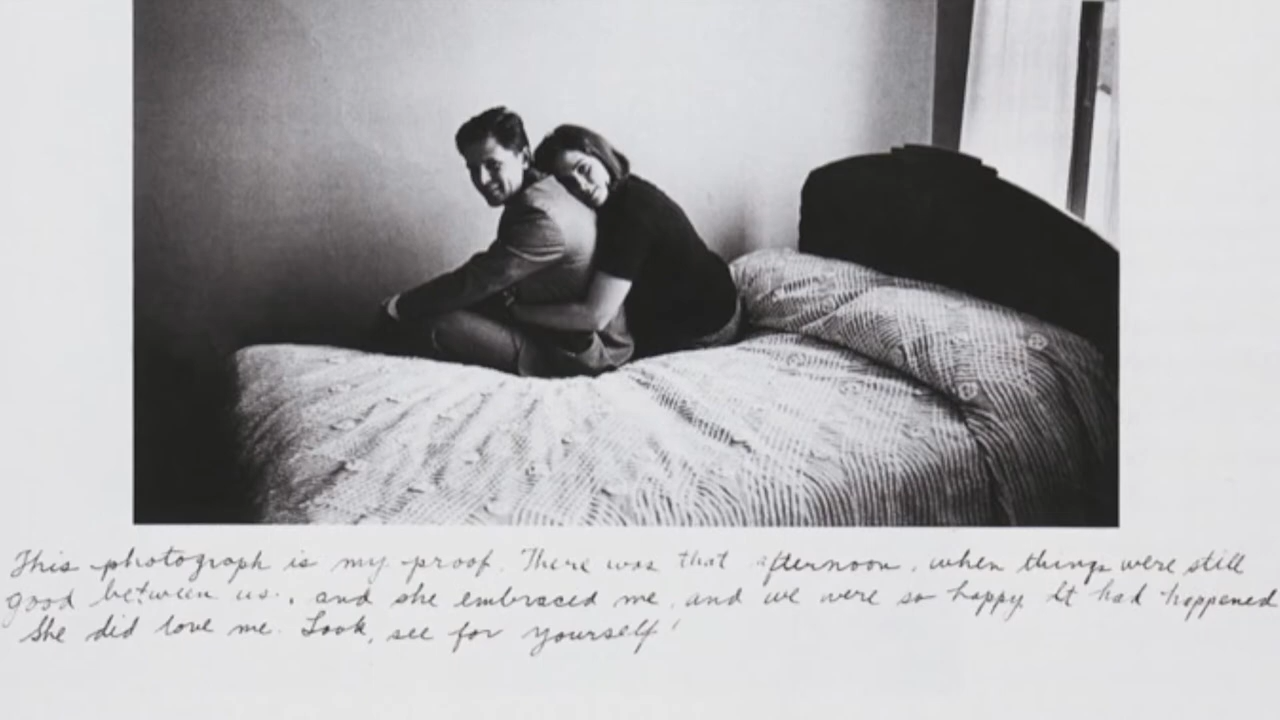 This photograph is my proof. There was that afternoon, when things were still
good between us, and she embraced me, and we were so happy. It had happened
She did love me. Look, see for yourself!